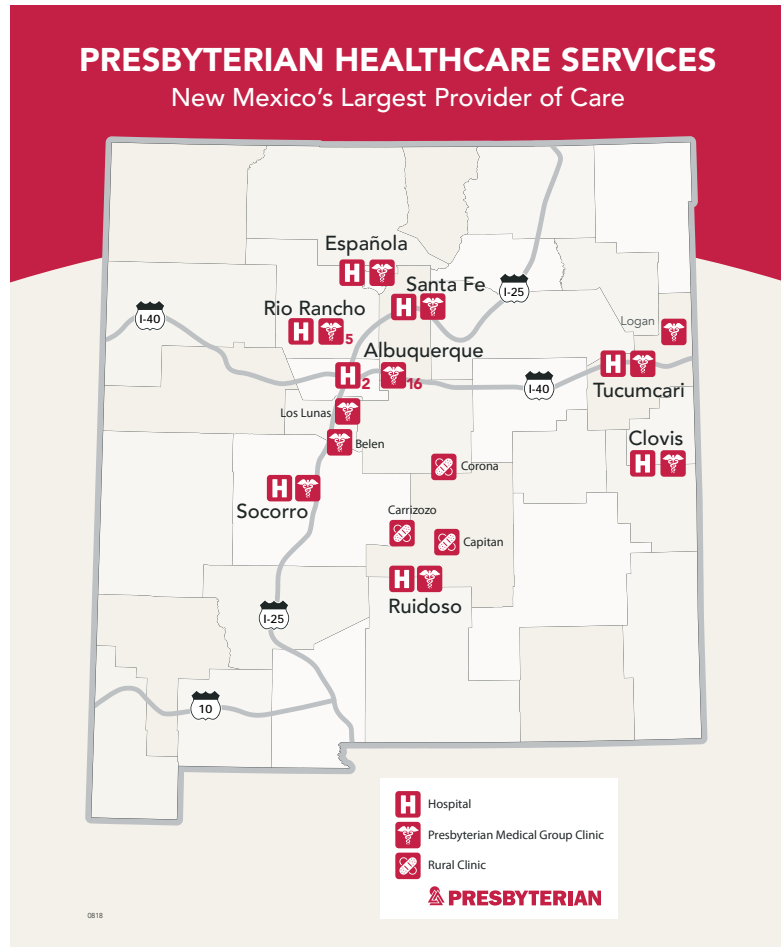 PRESBYTERIAN HEALTHCARE SERVICES
New Mexico's Largest Provider of Care
Española
H
Santa Fe
H
I-25
Rio Rancho
H
5
I-40
Logan
Albuquerque
H
2
16
I-40
H
Tucumcari
Los Lunas
Belen
Clovis
H
Corona
H
Socorro
Carrizozo
Capitan
H
Ruidoso
I-25
10
H Hospital
Presbyterian Medical Group Clinic
Rural Clinic
PRESBYTERIAN
0818